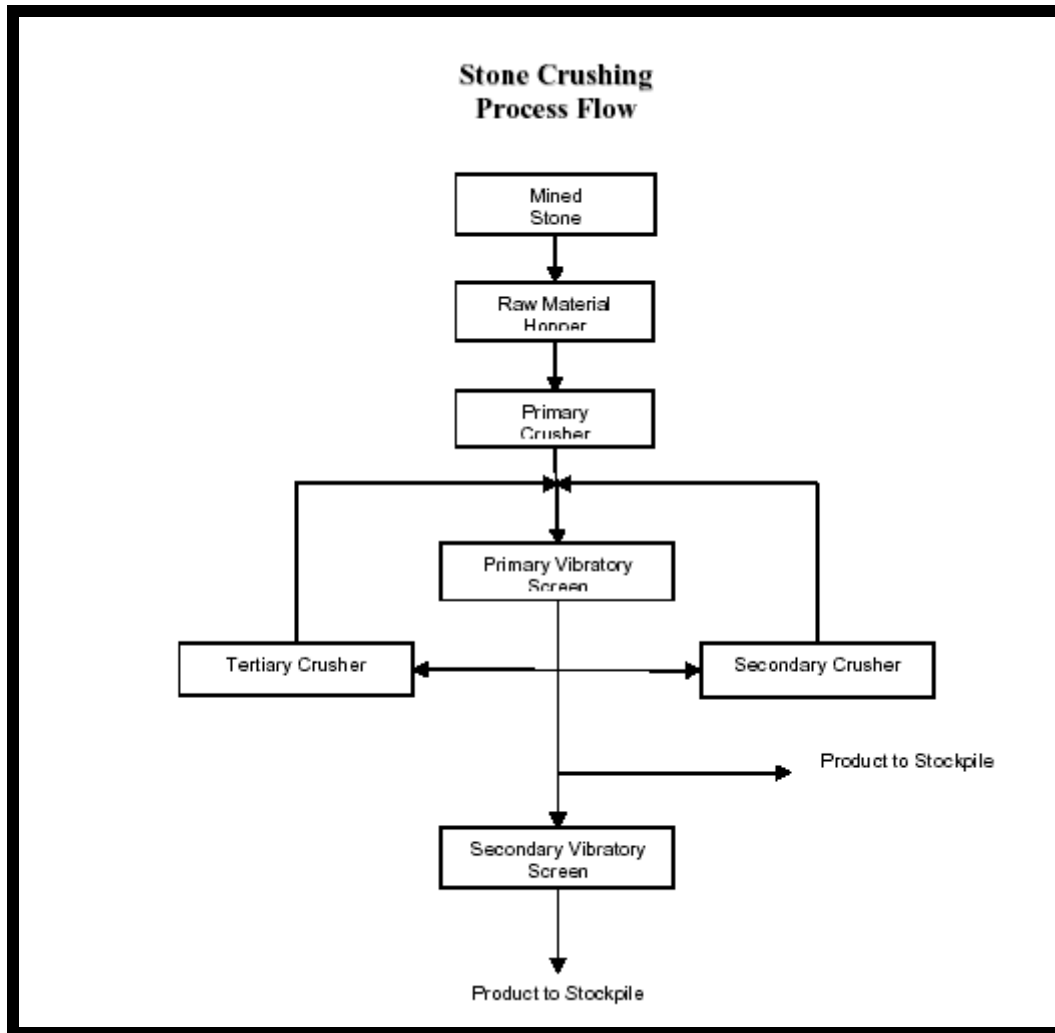 Stone Crushing
Process Flow
Mined
Stone
Raw Material
Hopper
Primary
Crusher
Primary Vibratory
Screen
Tertiary Crusher
Secondary Crusher
Product to Stockpile
Secondary Vibratory
Screen
Product to Stockpile